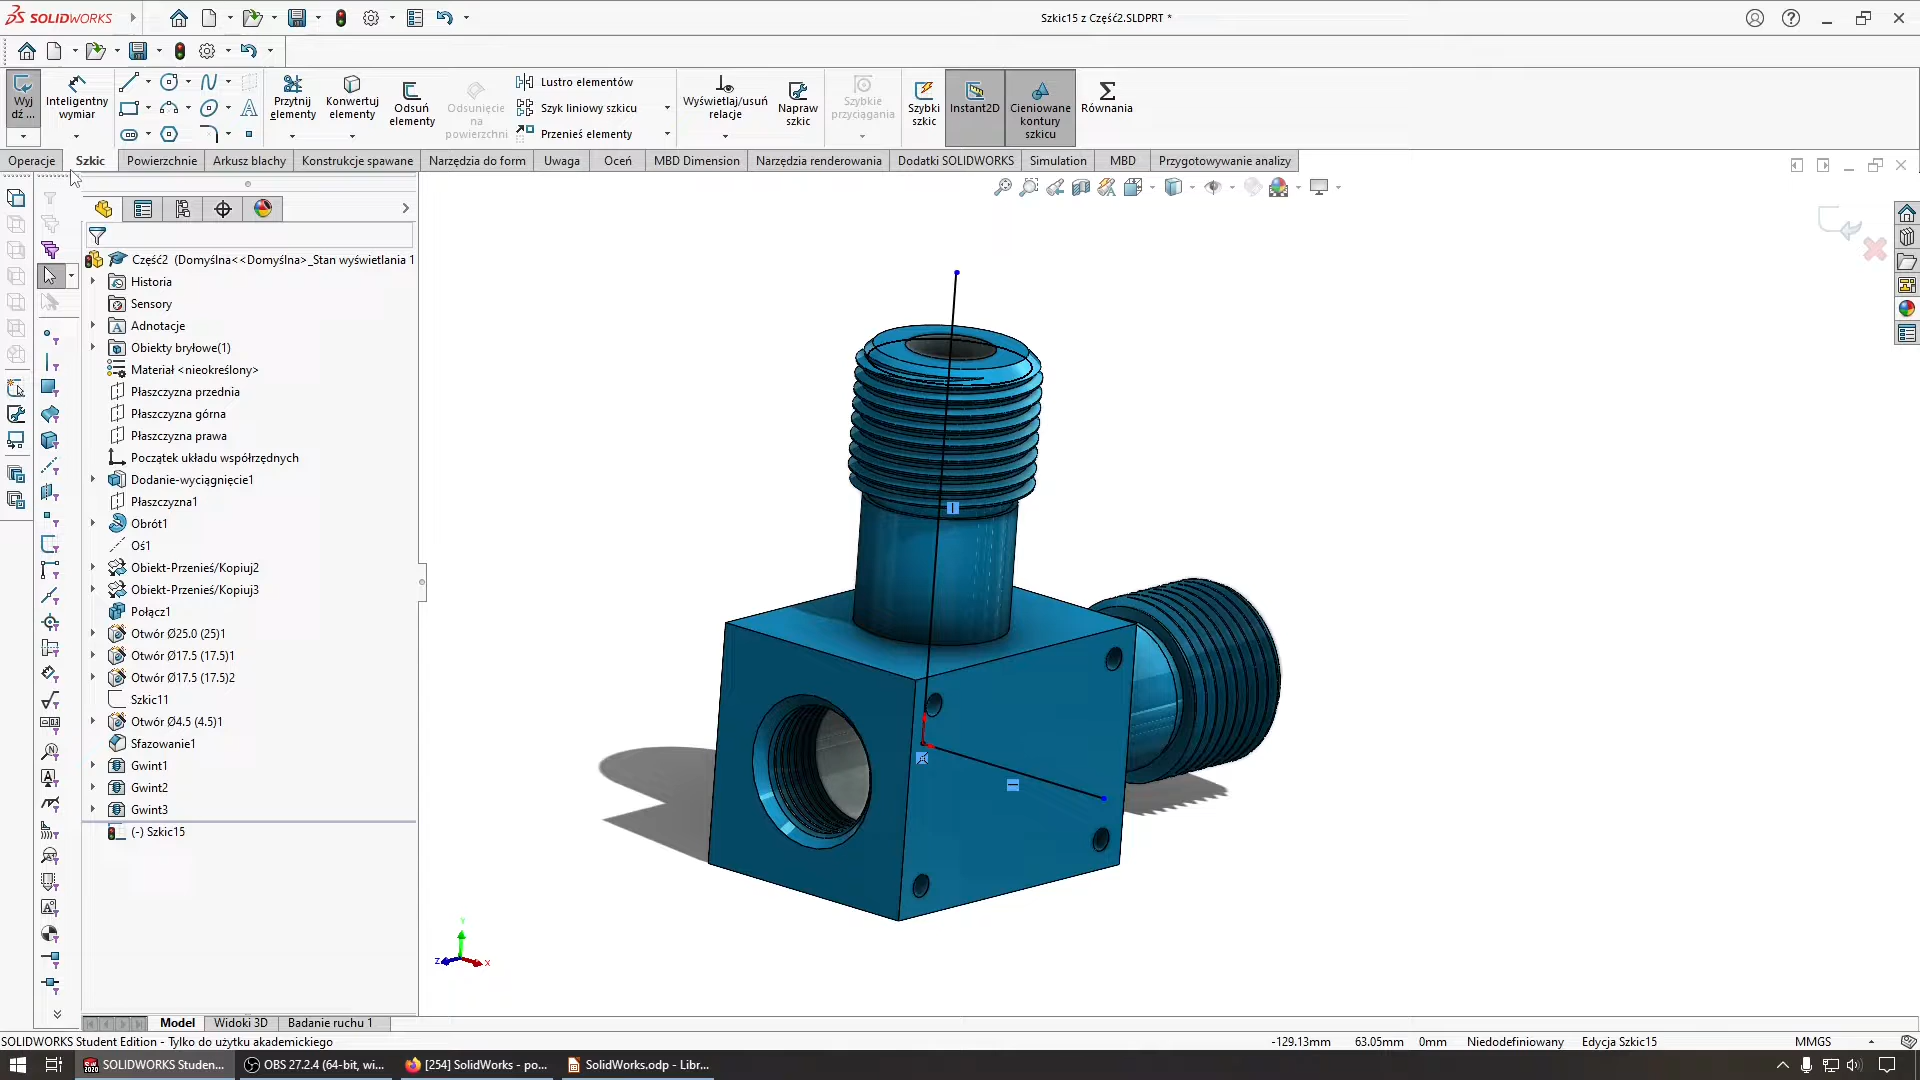 SOLIDWORKS
Szkic15 z Część2.SLDPRT *
Wyj
dź ...
Inteligentny
wymiar
Przytnij
elementy
Konwertuj
elementy
Odsuń
elementy
Odsunięcie
na
powierzchni
Lustro elementów
Szyk liniowy szkicu
Przenieś elementy
Wyświetlaj/usuń
relacje
Napraw
szkic
Szybkie
przyciągania
Szybki
szkic
Instant2D
Cieniowane
kontury
szkicu
Równania
Operacje
Szkic
Powierzchnie
Arkusz blachy
Konstrukcje spawane
Narzędzia do form
Uwaga
Oceń
MBD Dimension
Narzędzia renderowania
Dodatki SOLIDWORKS
Simulation
MBD
Przygotowywanie analizy
Część2 (Domyślna<<Domyślna>_Stan wyświetlania 1
Historia
Sensory
Adnotacje
Obiekty bryłowe(1)
Materiał <nieokreślony>
Płaszczyzna przednia
Płaszczyzna górna
Płaszczyzna prawa
Początek układu współrzędnych
Dodanie-wyciągnięcie1
Płaszczyzna1
Obrót1
Oś1
Obiekt-Przenieś/Kopiuj2
Obiekt-Przenieś/Kopiuj3
Połącz1
Otwór Ø25.0 (25)1
Otwór Ø17.5 (17.5)1
Otwór Ø17.5 (17.5)2
Szkic11
Otwór Ø4.5 (4.5)1
Sfazowanie1
Gwint1
Gwint2
Gwint3
(-) Szkic15
Y
Z
X
Model
Widoki 3D
Badanie ruchu 1
SOLIDWORKS Student Edition - Tylko do użytku akademickiego
-129.13mm
63.05mm
0mm
Niedodefiniowany
Edycja Szkic15
MMGS
SOLIDWORKS Studen...
OBS 27.2.4 (64-bit, wi...
[254] SolidWorks - po...
SolidWorks.odp - Libr...